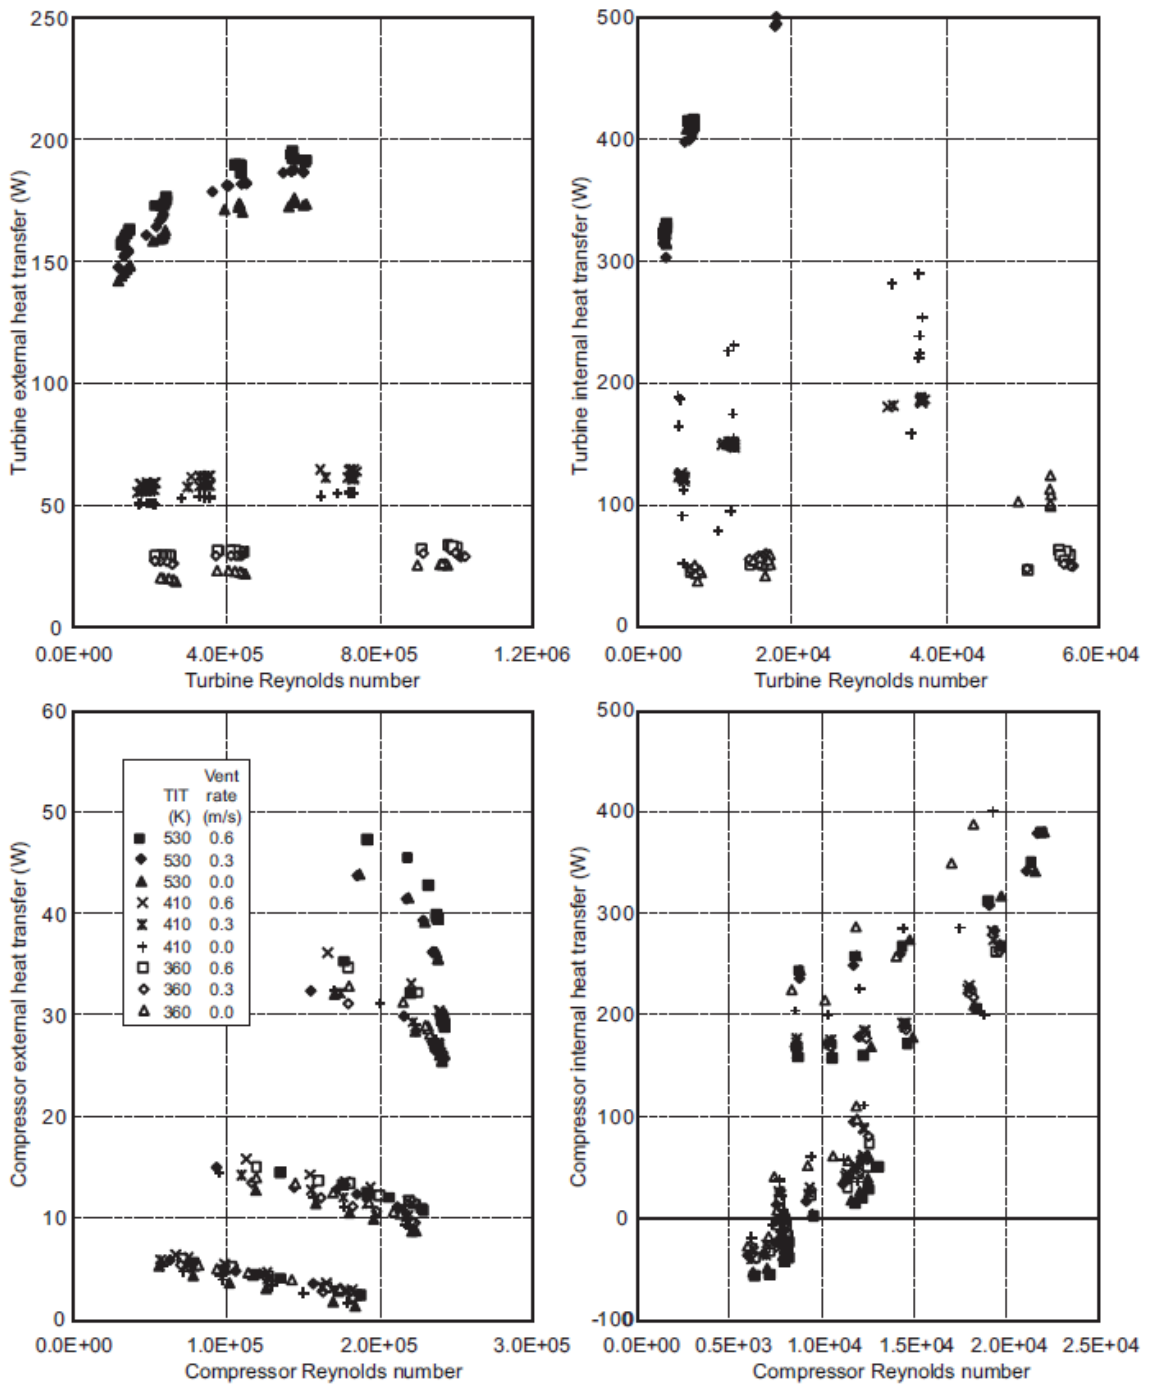 250
200
150
100
50
0
Turbine external heat transfer (W)
0.0E+00 4.0E+05 8.0E+05 1.2E+06
Turbine Reynolds number
500
400
300
200
100
0
Turbine internal heat transfer (W)
0.0E+00 2.0E+04 4.0E+04 6.0E+04
Turbine Reynolds number
60
50
40
30
20
10
0
Compressor external heat transfer (W)
Vent
TIT rate
(K) (m/s)
530 0.6
530 0.3
530 0.0
410 0.6
410 0.3
410 0.0
360 0.6
360 0.3
360 0.0
0.0E+00 1.0E+05 2.0E+05 3.0E+05
Compressor Reynolds number
500
400
300
200
100
0
-100
Compressor internal heat transfer (W)
0.0E+00 0.5E+03 1.0E+04 1.5E+04 2.0E+04 2.5E+04
Compressor Reynolds number